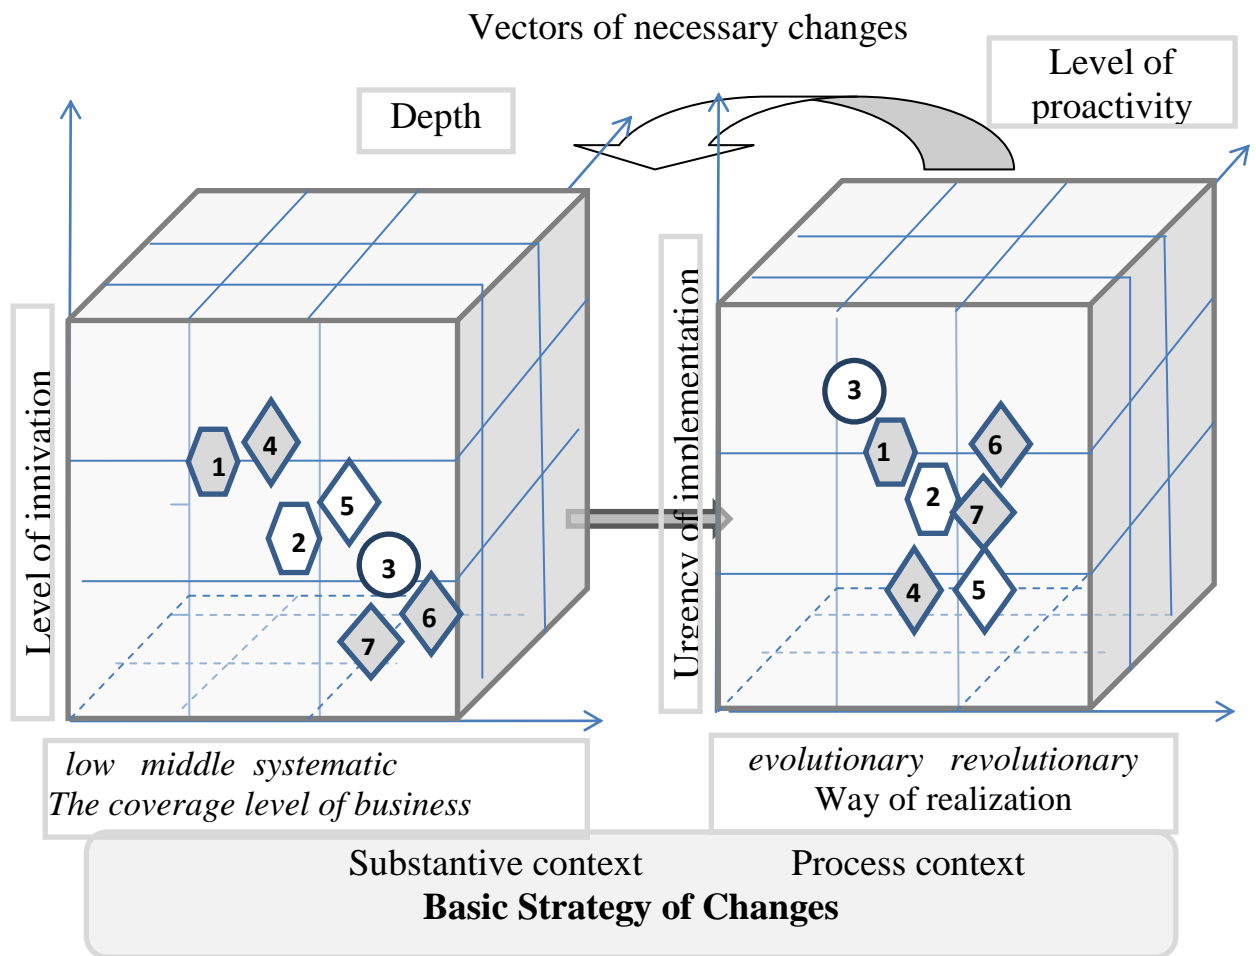 Vectors of necessary changes
Depth
Level of
proactivity
Level of innivation
1
4
5
2
3
6
7
Urgency of implementation
3
1
6
2
7
4
5
low middle systematic
The coverage level of business
evolutionary revolutionary
Way of realization
Substantive context Process context
Basic Strategy of Changes